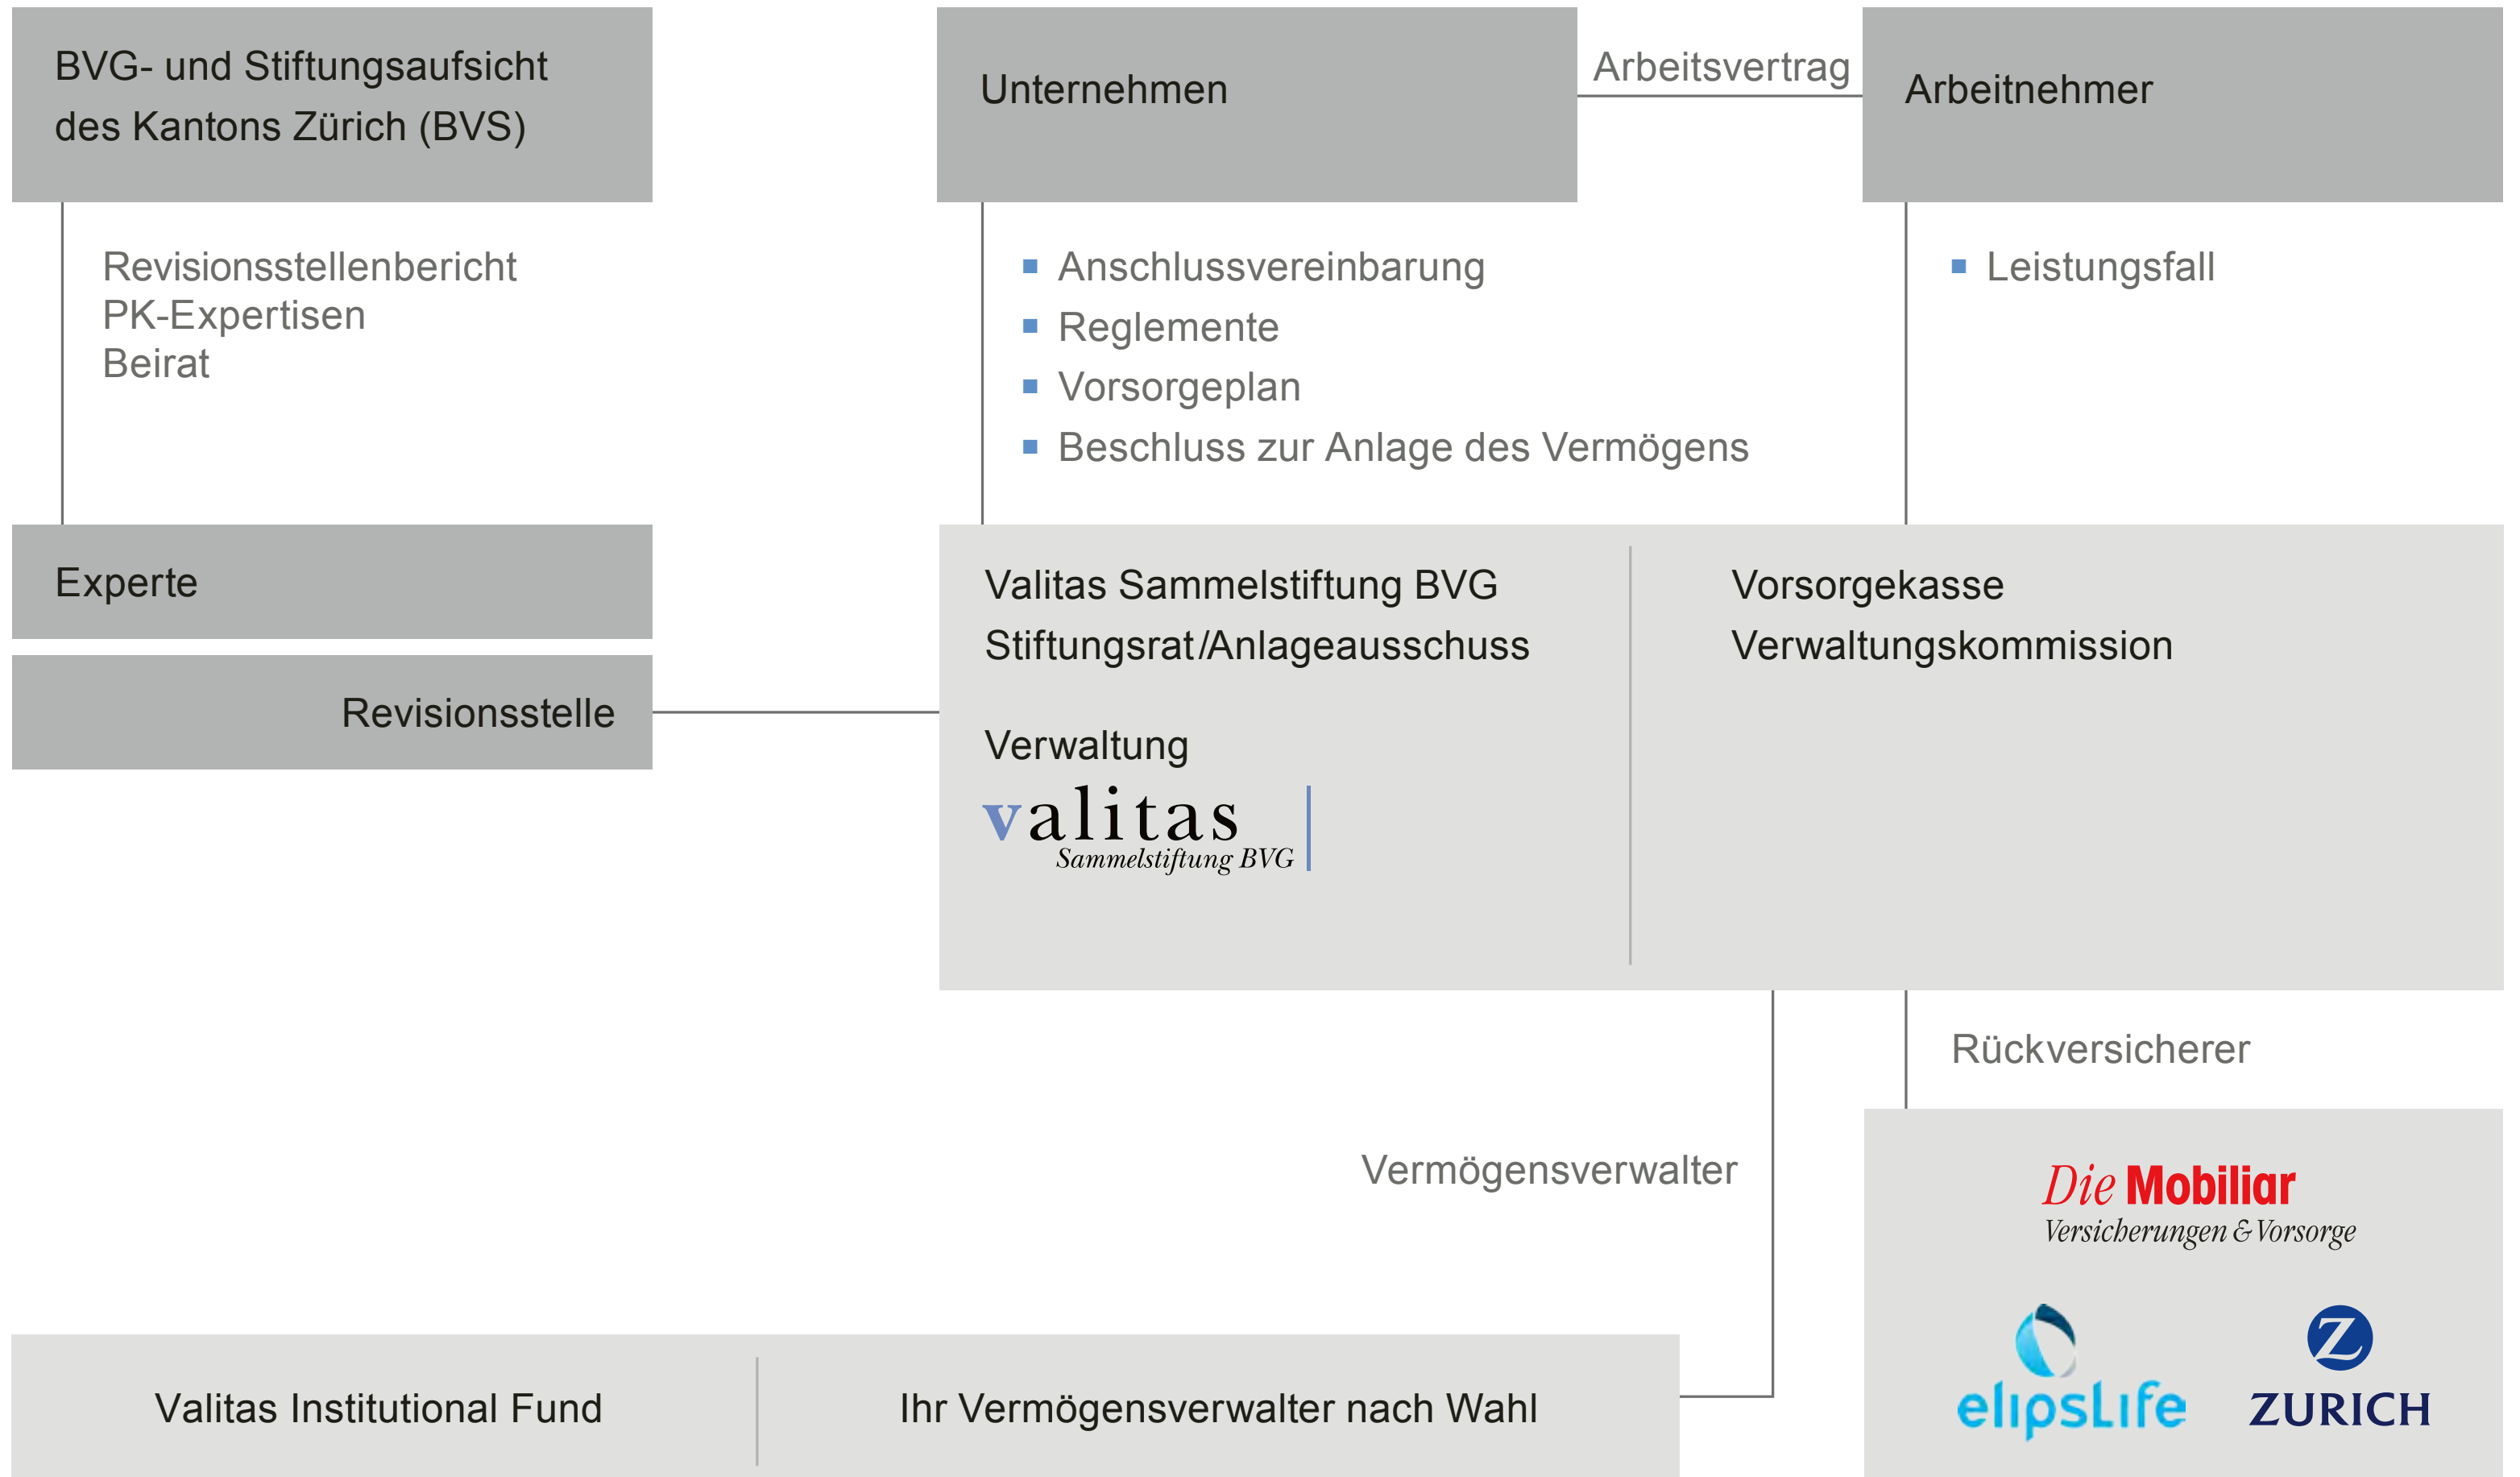 BVG- und Stiftungsaufsicht
des Kantons Zürich (BVS)
Unternehmen
Arbeitsvertrag
Arbeitnehmer
Revisionsstellenbericht
PK-Expertisen
Beirat
Anschlussvereinbarung
Reglemente
Vorsorgeplan
Beschluss zur Anlage des Vermögens
Leistungsfall
Experte
Revisionsstelle
Valitas Sammelstiftung BVG
Stiftungsrat/Anlageausschuss
Verwaltung
valitas
Sammelstiftung BVG
Vorsorgekasse
Verwaltungskommission
Rückversicherer
Vermögensverwalter
Die Mobiliar
Versicherungen & Vorsorge
elipsLife
Z
ZURICH
Valitas Institutional Fund
Ihr Vermögensverwalter nach Wahl